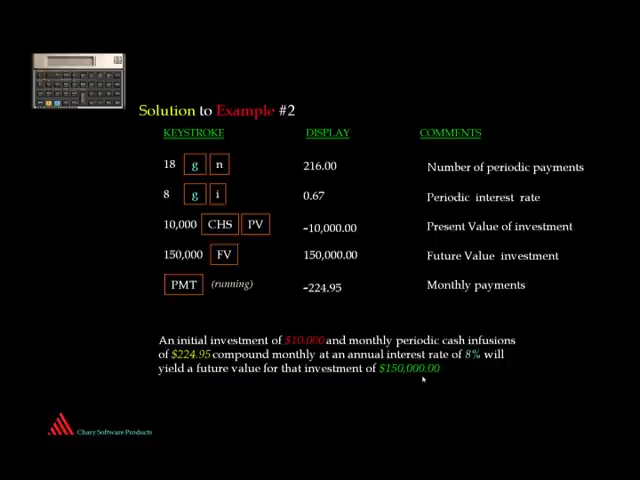 Solution to Example #2
KEYSTROKE DISPLAY COMMENTS
18 g n 216.00 Number of periodic payments
8 g i 0.67 Periodic interest rate
10,000 CHS PV -10,000.00 Present Value of investment
150,000 FV 150,000.00 Future Value investment
PMT (running) -224.95 Monthly payments
An initial investment of $10.000 and monthly periodic cash infusions
of $224.95 compound monthly at an annual interest rate of 8% will
yield a future value for that investment of $150,000.00
Chary Software Products